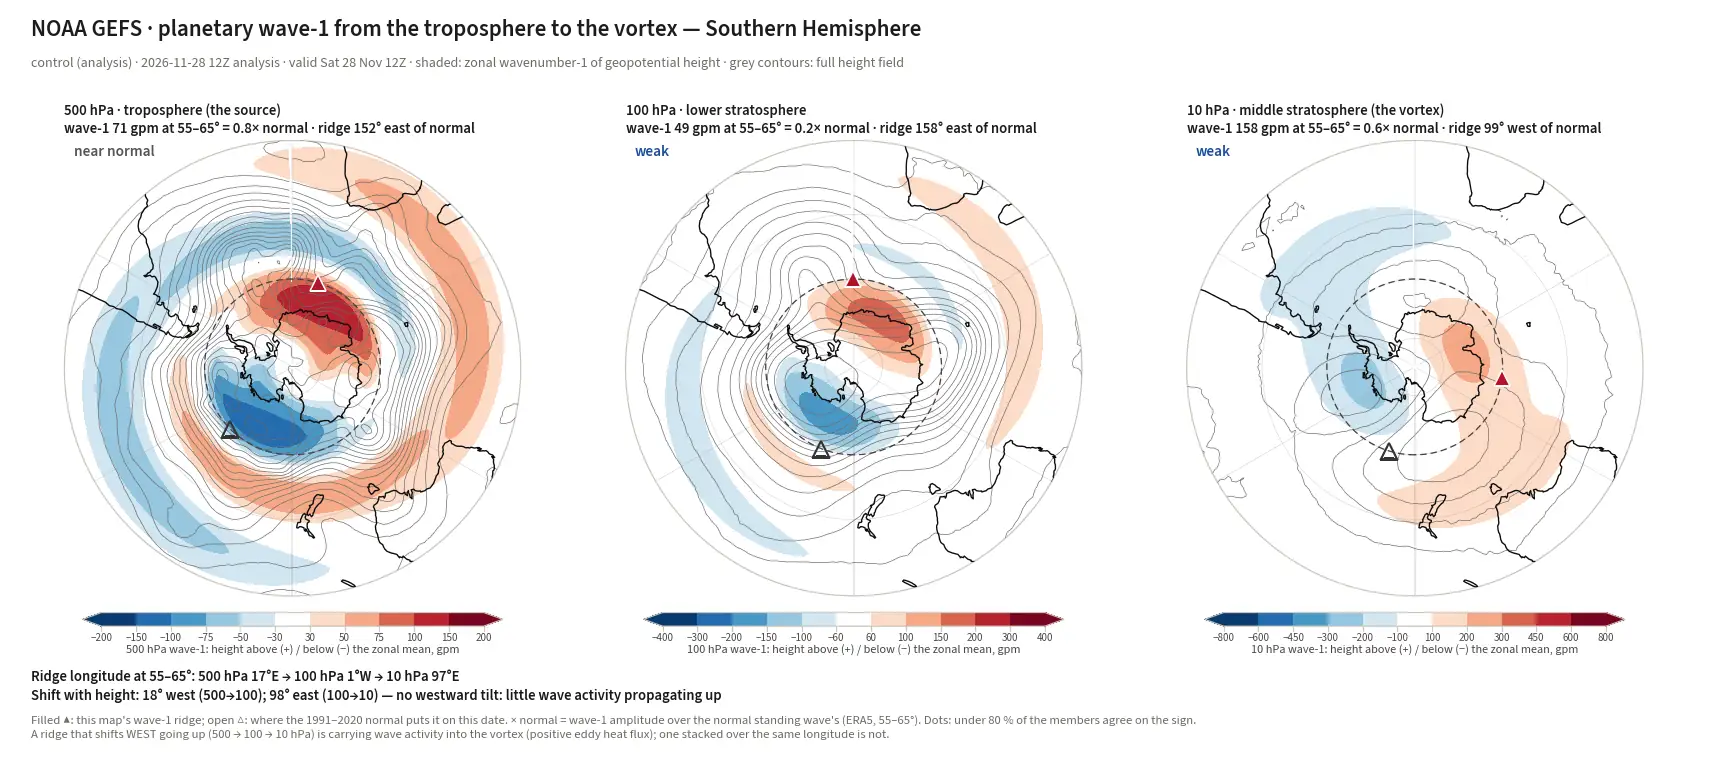 NOAA GEFS · planetary wave-1 from the troposphere to the vortex — Southern Hemisphere
control (analysis) · 2026-11-28 12Z analysis · valid Sat 28 Nov 12Z · shaded: zonal wavenumber-1 of geopotential height · grey contours: full height field
500 hPa · troposphere (the source)
wave-1 71 gpm at 55–65° = 0.8× normal · ridge 152° east of normal
near normal
100 hPa · lower stratosphere
wave-1 49 gpm at 55–65° = 0.2× normal · ridge 158° east of normal
weak
10 hPa · middle stratosphere (the vortex)
wave-1 158 gpm at 55–65° = 0.6× normal · ridge 99° west of normal
weak
−200 −150 −100 −75 −50 −30 30 50 75 100 150 200
500 hPa wave-1: height above (+) / below (−) the zonal mean, gpm
−400 −300 −200 −150 −100 −60 60 100 150 200 300 400
100 hPa wave-1: height above (+) / below (−) the zonal mean, gpm
−800 −600 −450 −300 −200 −100 100 200 300 450 600 800
10 hPa wave-1: height above (+) / below (−) the zonal mean, gpm
Ridge longitude at 55–65°: 500 hPa 17°E → 100 hPa 1°W → 10 hPa 97°E
Shift with height: 18° west (500→100); 98° east (100→10) — no westward tilt: little wave activity propagating up
Filled ▲: this map's wave-1 ridge; open △: where the 1991–2020 normal puts it on this date. × normal = wave-1 amplitude over the normal standing wave's (ERA5, 55–65°). Dots: under 80 % of the members agree on the sign.
A ridge that shifts WEST going up (500 → 100 → 10 hPa) is carrying wave activity into the vortex (positive eddy heat flux); one stacked over the same longitude is not.